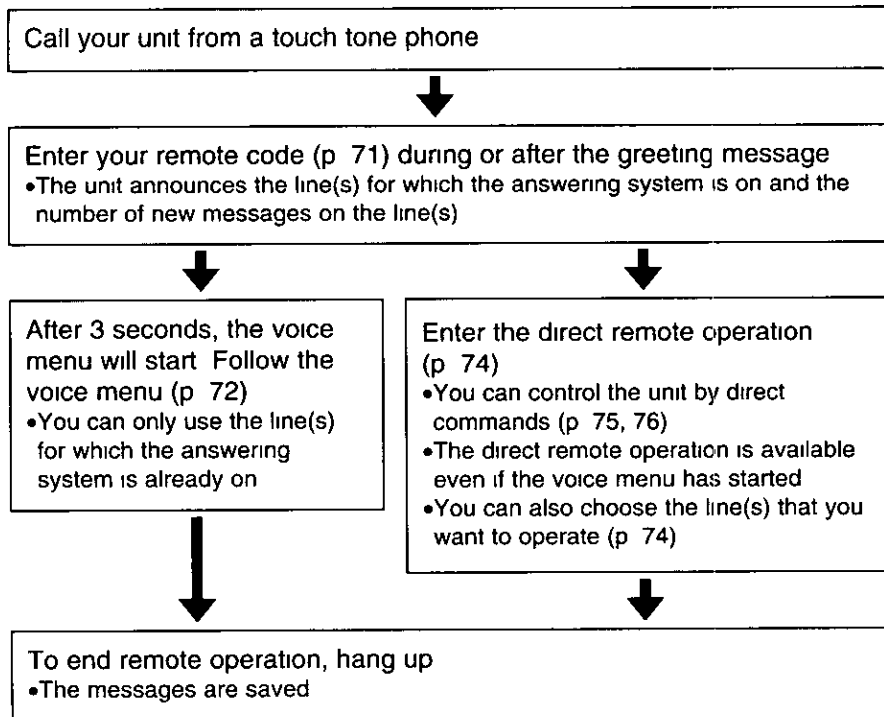 Call your unit from a touch tone phone
Enter your remote code (p 71) during or after the greeting message
•The unit announces the line(s) for which the answering system is on and the
number of new messages on the line(s)
After 3 seconds, the voice
menu will start Follow the
voice menu (p 72)
•You can only use the line(s)
for which the answering
system is already on
Enter the direct remote operation
(p 74)
•You can control the unit by direct
commands (p 75, 76)
•The direct remote operation is available
even if the voice menu has started
•You can also choose the line(s) that you
want to operate (p 74)
To end remote operation, hang up
•The messages are saved